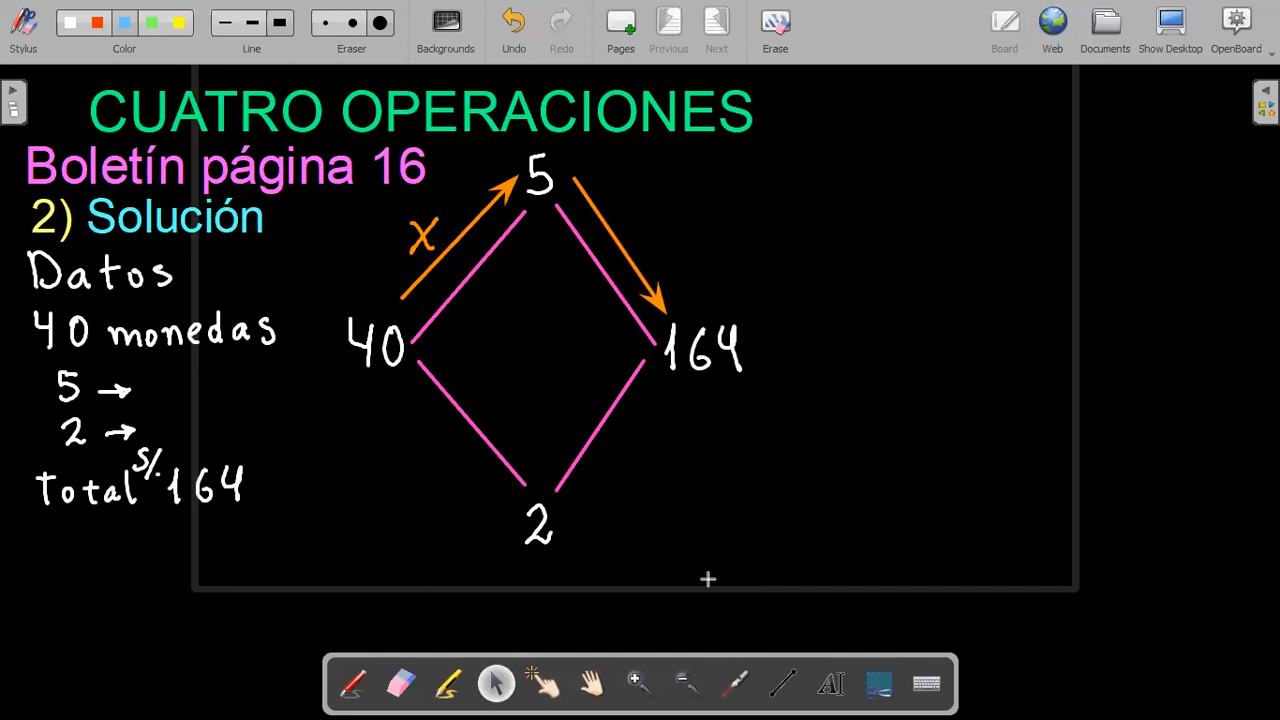 Stylus
Color
Line
Eraser
Backgrounds
Undo
Redo
Pages
Previous
Next
Erase
Board
Web
Documents
Show Desktop
OpenBoard
CUATRO OPERACIONES
Boletín página 16
2) Solución
Datos
40 monedas
5 →
2 →
Total S/. 164
5
x
40
164
2
AI